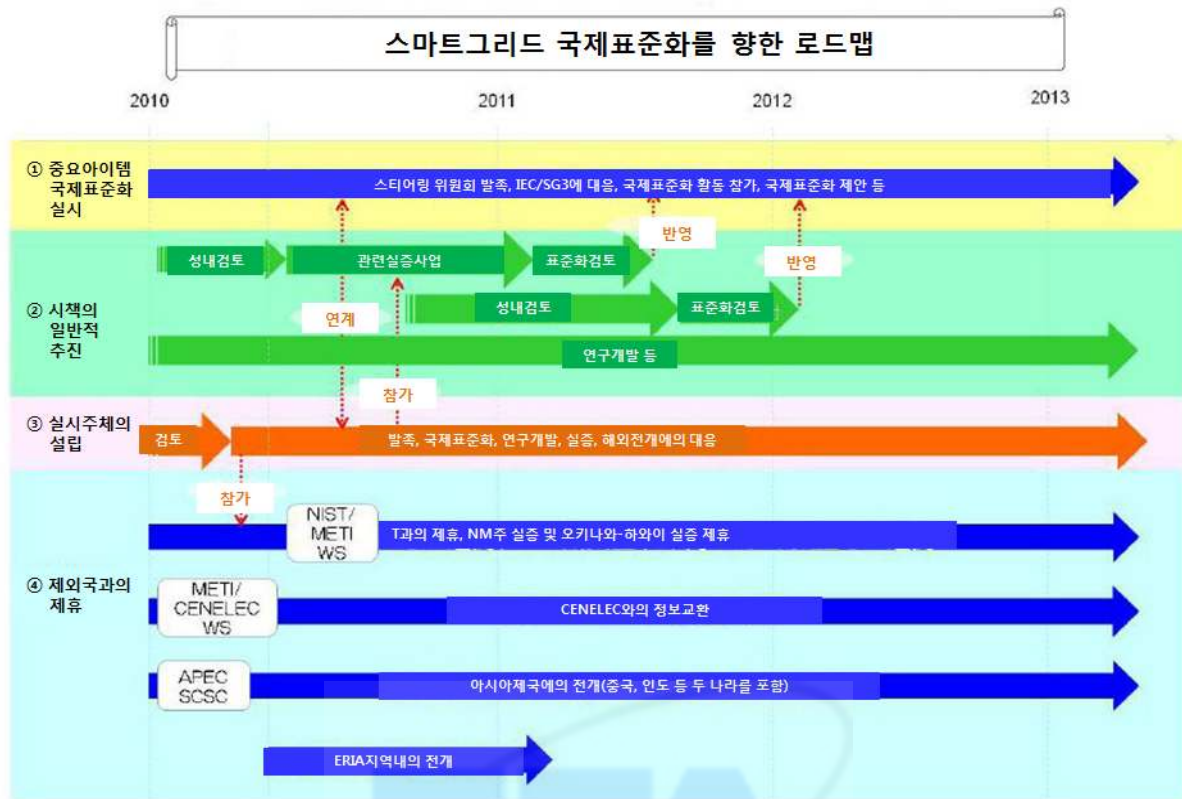 스마트그리드 국제표준화를 향한 로드맵
2010
2011
2012
2013
① 중요아이템
국제표준화
실시
스티어링 위원회 발족, IEC/SG3에 대응, 국제표준화 활동 참가, 국제표준화 제안 등
반영
반영
② 시책의
일반적
추진
성내검토
관련실증사업
표준화검토
성내검토
표준화검토
연계
연구개발 등
참가
③ 실시주체의
설립
검토
발족, 국제표준화, 연구개발, 실증, 해외전개에의 대응
참가
④ 제외국과의
제휴
NIST/
METI
WS
T과의 제휴, NM주 실증 및 오키나와-하와이 실증 제휴
METI/
CENELEC
WS
CENELEC와의 정보교환
APEC
SCSC
아시아제국에의 전개(중국, 인도 등 두 나라를 포함)
ERIA지역내의 전개